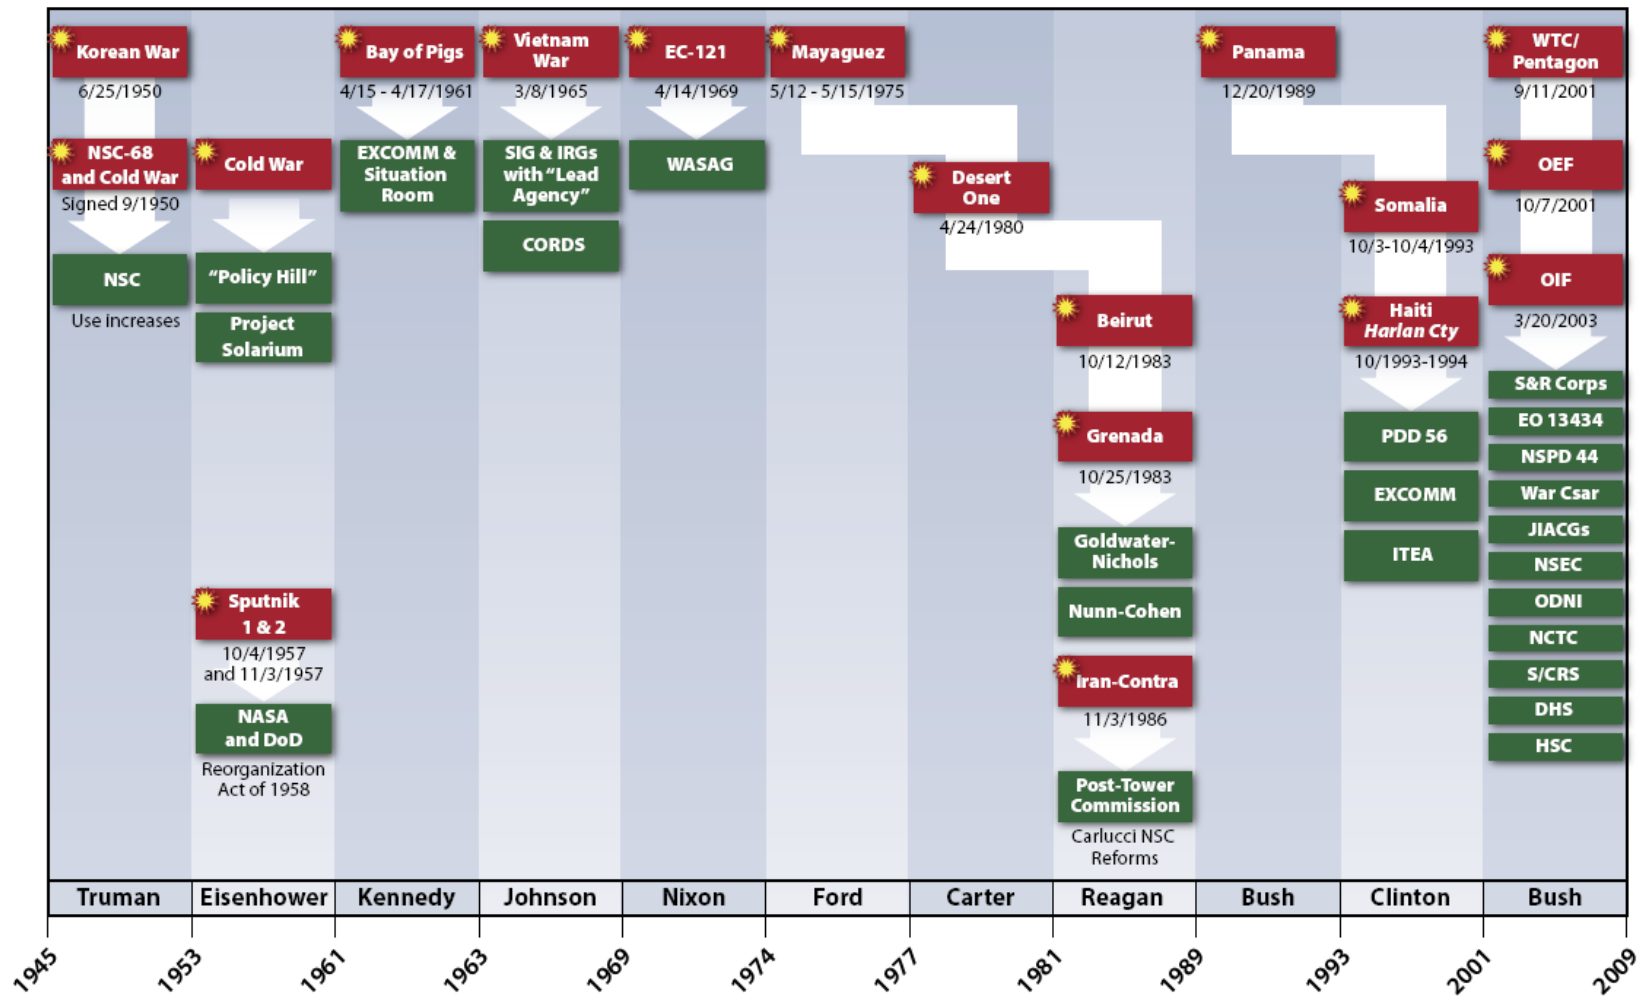 Korean War
6/25/1950
NSC-68
and Cold War
Signed 9/1950
NSC
Use increases
Cold War
“Policy Hill”
Project
Solarium
Sputnik
1 & 2
10/4/1957
and 11/3/1957
NASA
and DoD
Reorganization
Act of 1958
Bay of Pigs
4/15 - 4/17/1961
EXCOMM &
Situation
Room
Vietnam
War
3/8/1965
SIG & IRGs
with “Lead
Agency”
CORDS
EC-121
4/14/1969
WASAG
Mayaguez
5/12 - 5/15/1975
Desert
One
4/24/1980
Beirut
10/12/1983
Grenada
10/25/1983
Goldwater-
Nichols
Nunn-Cohen
Iran-Contra
11/3/1986
Post-Tower
Commission
Carlucci NSC
Reforms
Panama
12/20/1989
Somalia
10/3-10/4/1993
Haiti
Harlan Cty
10/1993-1994
PDD 56
EXCOMM
ITEA
WTC/
Pentagon
9/11/2001
OEF
10/7/2001
OIF
3/20/2003
S&R Corps
EO 13434
NSPD 44
War Csar
JIACGs
NSEC
ODNI
NCTC
S/CRS
DHS
HSC
Truman
Eisenhower
Kennedy
Johnson
Nixon
Ford
Carter
Reagan
Bush
Clinton
Bush
1945
1953
1961
1963
1969
1974
1977
1981
1989
1993
2001
2009